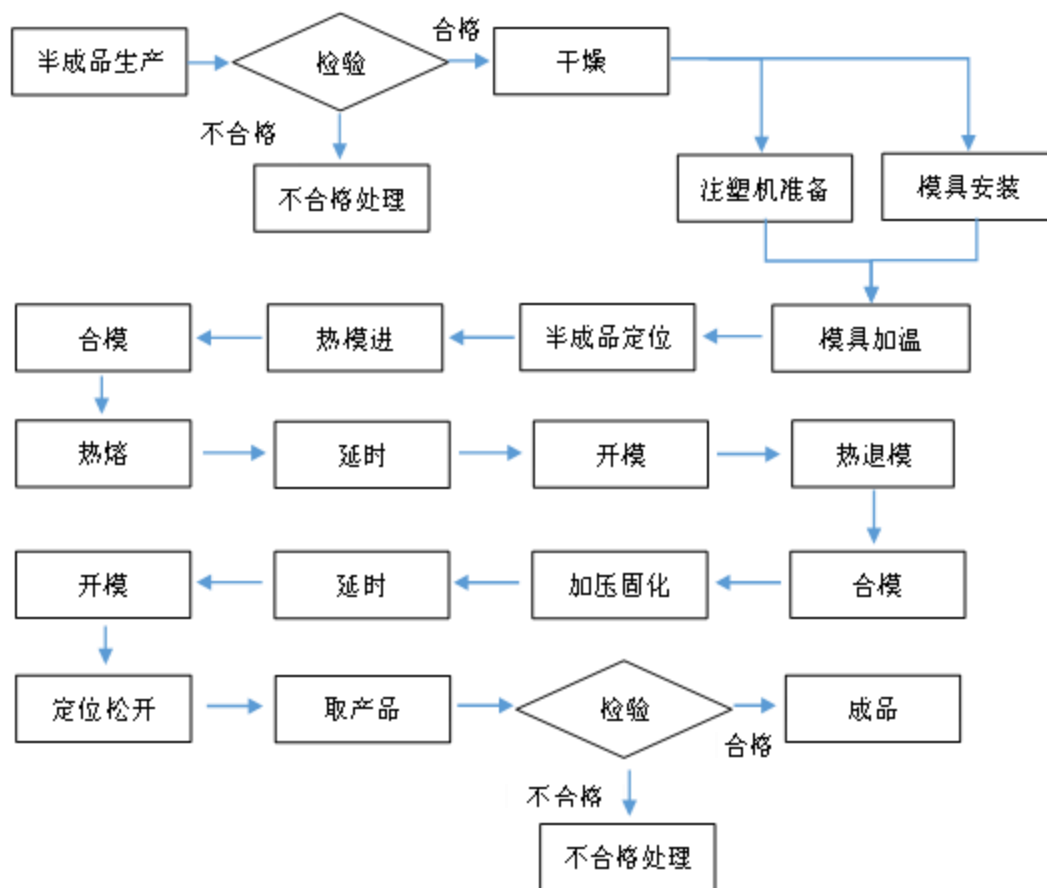 半成品生产
检验
合格
干燥
不合格
不合格处理
注塑机准备
模具安装
合模
热模进
半成品定位
模具加温
热熔
延时
开模
热退模
开模
延时
加压固化
合模
定位松开
取产品
检验
合格
成品
不合格
不合格处理